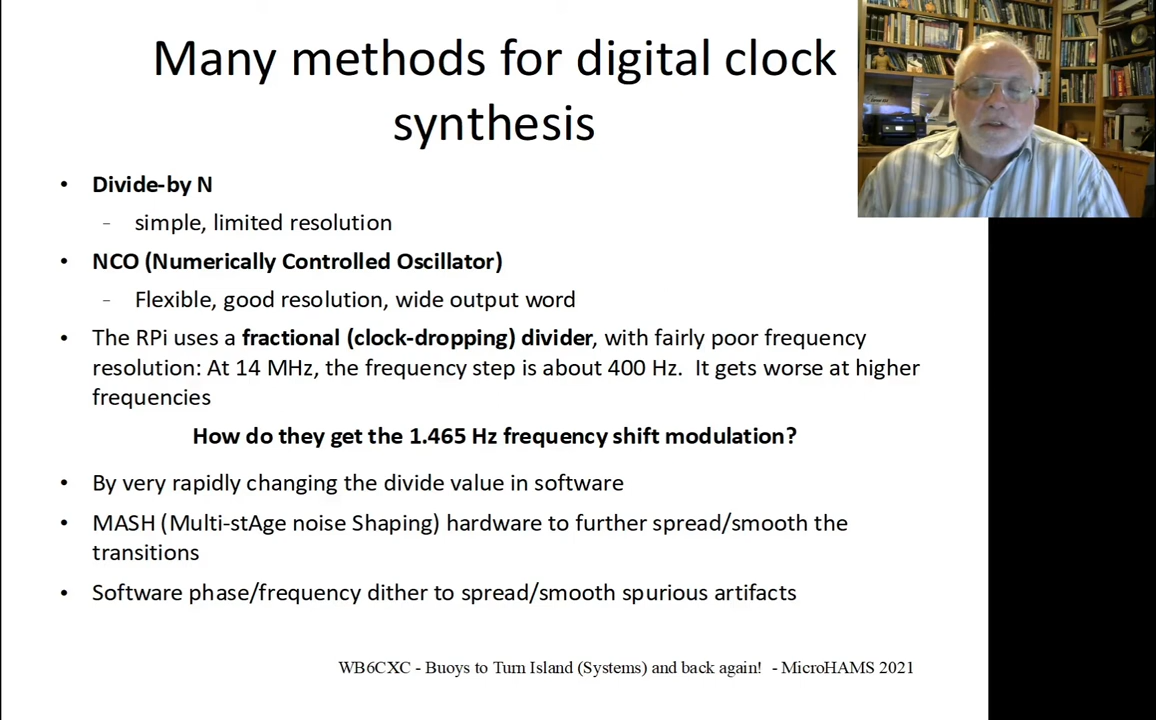 Many methods for digital clock
synthesis
• Divide-by N
– simple, limited resolution
• NCO (Numerically Controlled Oscillator)
– Flexible, good resolution, wide output word
• The RPi uses a fractional (clock-dropping) divider, with fairly poor frequency
resolution: At 14 MHz, the frequency step is about 400 Hz.  It gets worse at higher
frequencies
How do they get the 1.465 Hz frequency shift modulation?
• By very rapidly changing the divide value in software
• MASH (Multi-stAge noise Shaping) hardware to further spread/smooth the
transitions
• Software phase/frequency dither to spread/smooth spurious artifacts
WB6CXC - Buoys to Turn Island (Systems) and back again!  - MicroHAMS 2021